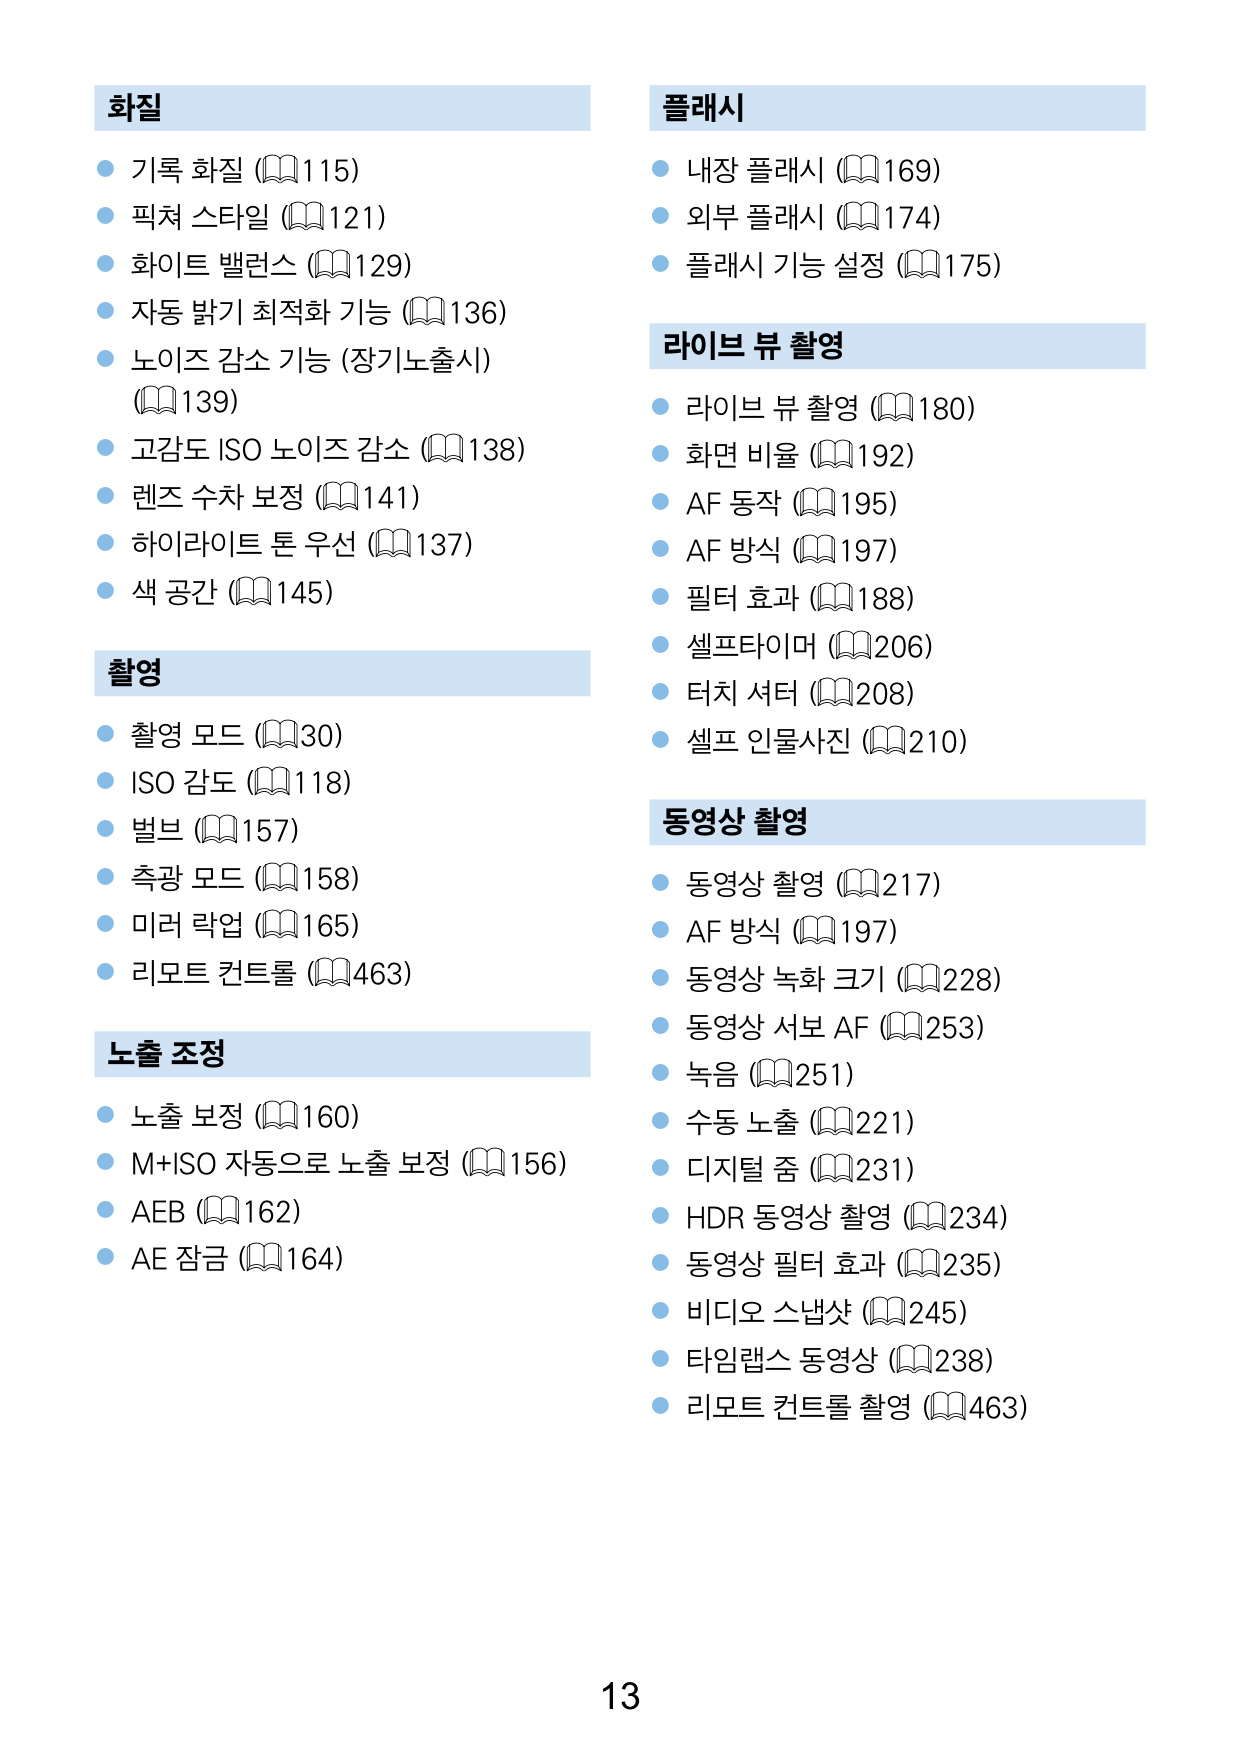 화질
● 기록 화질 (115)
● 픽쳐 스타일 (121)
● 화이트 밸런스 (129)
● 자동 밝기 최적화 기능 (136)
● 노이즈 감소 기능 (장기노출시)
(139)
● 고감도 ISO 노이즈 감소 (138)
● 렌즈 수차 보정 (141)
● 하이라이트 톤 우선 (137)
● 색 공간 (145)
촬영
● 촬영 모드 (30)
● ISO 감도 (118)
● 벌브 (157)
● 측광 모드 (158)
● 미러 락업 (165)
● 리모트 컨트롤 (463)
노출 조정
● 노출 보정 (160)
● M+ISO 자동으로 노출 보정 (156)
● AEB (162)
● AE 잠금 (164)
플래시
● 내장 플래시 (169)
● 외부 플래시 (174)
● 플래시 기능 설정 (175)
라이브 뷰 촬영
● 라이브 뷰 촬영 (180)
● 화면 비율 (192)
● AF 동작 (195)
● AF 방식 (197)
● 필터 효과 (188)
● 셀프타이머 (206)
● 터치 셔터 (208)
● 셀프 인물사진 (210)
동영상 촬영
● 동영상 촬영 (217)
● AF 방식 (197)
● 동영상 녹화 크기 (228)
● 동영상 서보 AF (253)
● 녹음 (251)
● 수동 노출 (221)
● 디지털 줌 (231)
● HDR 동영상 촬영 (234)
● 동영상 필터 효과 (235)
● 비디오 스냅샷 (245)
● 타임랩스 동영상 (238)
● 리모트 컨트롤 촬영 (463)
13